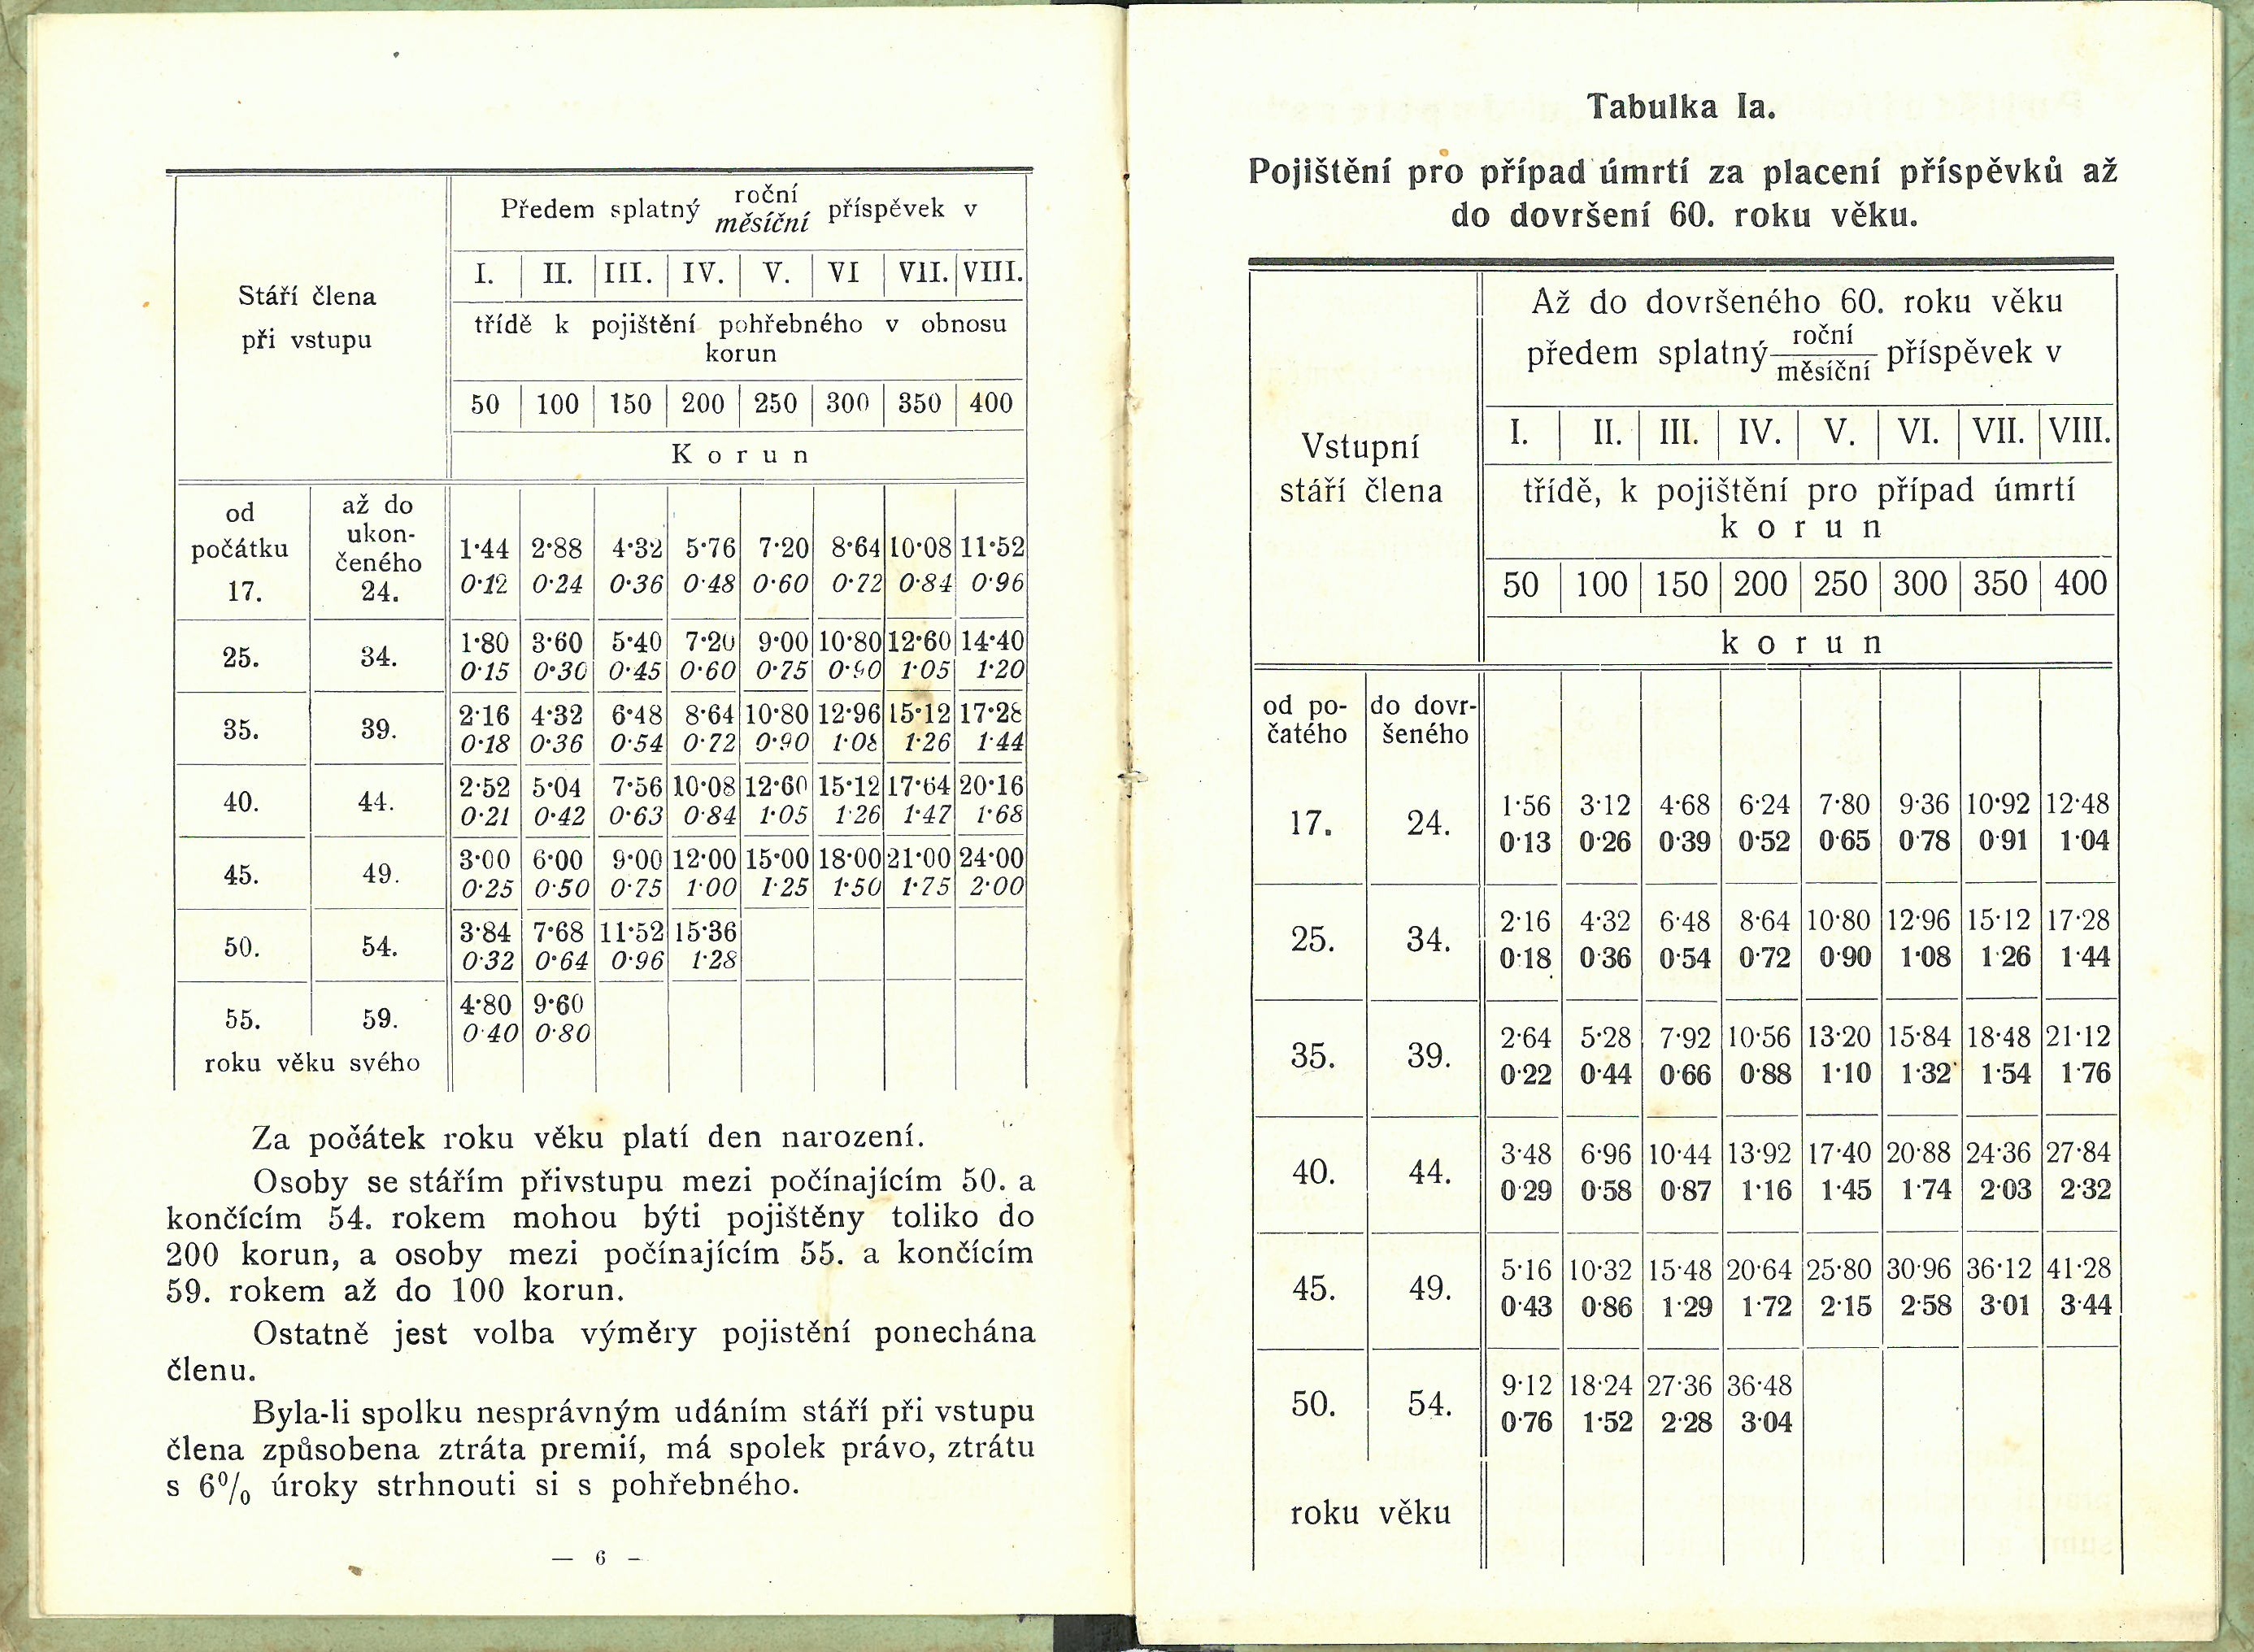 Předem splatný roční příspěvek v
měsíční
I. II. III. IV. V. VI VII. VIII.
Stáří člena
při vstupu
třídě k pojištění pohřebného v obnosu
korun
50 100 150 200 250 300 350 400
Korun
od až do
počátku ukon-
čeného
17. 24.
1·44 2·88 4·32 5·76 7·20 8·64 10·08 11·52
0·12 0·24 0·36 0·48 0·60 0·72 0·84 0·96
25. 34.
1·80 3·60 5·40 7·20 9·00 10·80 12·60 14·40
0·15 0·30 0·45 0·60 0·75 0·90 1·05 1·20
35. 39.
2·16 4·32 6·48 8·64 10·80 12·96 15·12 17·28
0·18 0·36 0·54 0·72 0·90 1·08 1·26 1·44
40. 44.
2·52 5·04 7·56 10·08 12·60 15·12 17·64 20·16
0·21 0·42 0·63 0·84 1·05 1·26 1·47 1·68
45. 49.
3·00 6·00 9·00 12·00 15·00 18·00 21·00 24·00
0·25 0·50 0·75 1·00 1·25 1·50 1·75 2·00
50. 54.
3·84 7·68 11·52 15·36
0·32 0·64 0·96 1·28
55. 59.
4·80 9·60
0·40 0·80
roku věku svého
Za počátek roku věku platí den narození.
Osoby se stářím přivstupu mezi počínajícím 50. a
končícím 54. rokem mohou býti pojištěny toliko do
200 korun, a osoby mezi počínajícím 55. a končícím
59. rokem až do 100 korun.
Ostatně jest volba výměry pojistění ponechána
členu.
Byla-li spolku nesprávným udáním stáří při vstupu
člena způsobena ztráta premií, má spolek právo, ztrátu
s 6% úroky strhnouti si s pohřebného.
— 6 -
Tabulka Ia.
Pojištění pro případ úmrtí za placení příspěvků až
do dovršení 60. roku věku.
Až do dovršeného 60. roku věku
předem splatný roční příspěvek v
měsíční
I. II. III. IV. V. VI. VII. VIII.
Vstupní
stáří člena
třídě, k pojištění pro případ úmrtí
korun
50 100 150 200 250 300 350 400
korun
od po- do dovr-
čatého šeného
17. 24.
1·56 3·12 4·68 6·24 7·80 9·36 10·92 12·48
0·13 0·26 0·39 0·52 0·65 0·78 0·91 1·04
25. 34.
2·16 4·32 6·48 8·64 10·80 12·96 15·12 17·28
0·18 0·36 0·54 0·72 0·90 1·08 1·26 1·44
35. 39.
2·64 5·28 7·92 10·56 13·20 15·84 18·48 21·12
0·22 0·44 0·66 0·88 1·10 1·32 1·54 1·76
40. 44.
3·48 6·96 10·44 13·92 17·40 20·88 24·36 27·84
0·29 0·58 0·87 1·16 1·45 1·74 2·03 2·32
45. 49.
5·16 10·32 15·48 20·64 25·80 30·96 36·12 41·28
0·43 0·86 1·29 1·72 2·15 2·58 3·01 3·44
50. 54.
9·12 18·24 27·36 36·48
0·76 1·52 2·28 3·04
roku věku